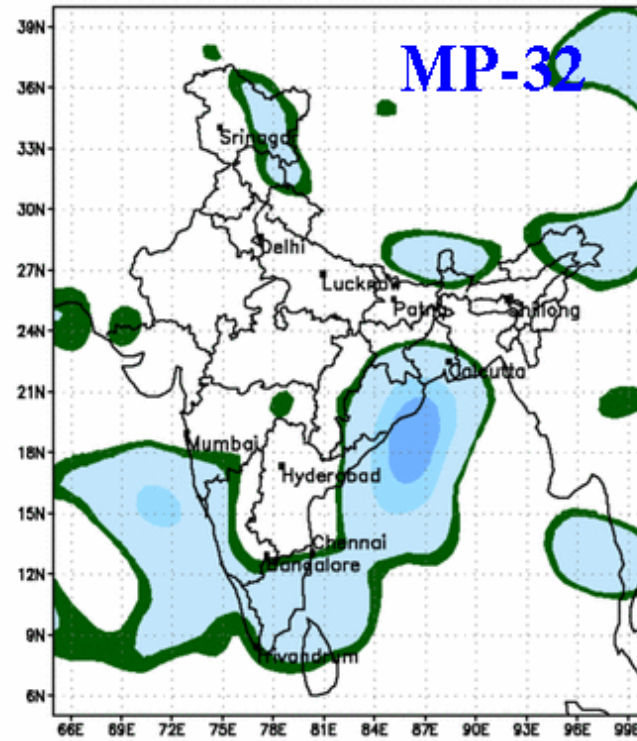 MP-32
39N
36N
33N
30N
27N
24N
21N
18N
15N
12N
9N
6N
Srinagar
Delhi
Lucknow
Patna
Shillong
Calcutta
Mumbai
Hyderabad
Chennai
Bangalore
Trivandrum
66E 69E 72E 75E 78E 81E 84E 87E 90E 93E 96E